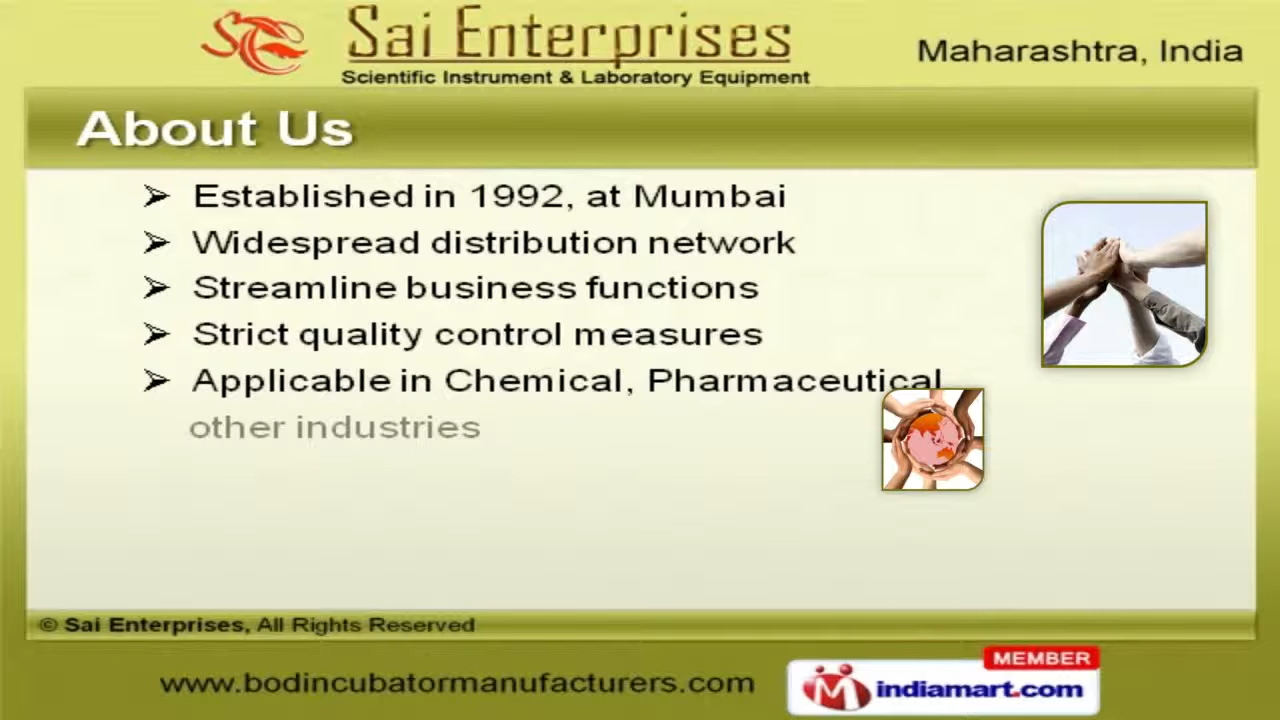 Sai Enterprises
Scientific Instrument & Laboratory Equipment
Maharashtra, India
About Us
➢ Established in 1992, at Mumbai
➢ Widespread distribution network
➢ Streamline business functions
➢ Strict quality control measures
➢ Applicable in Chemical, Pharmaceutical
other industries
© Sai Enterprises, All Rights Reserved
www.bodincubatormanufacturers.com
MEMBER
indiamart.com